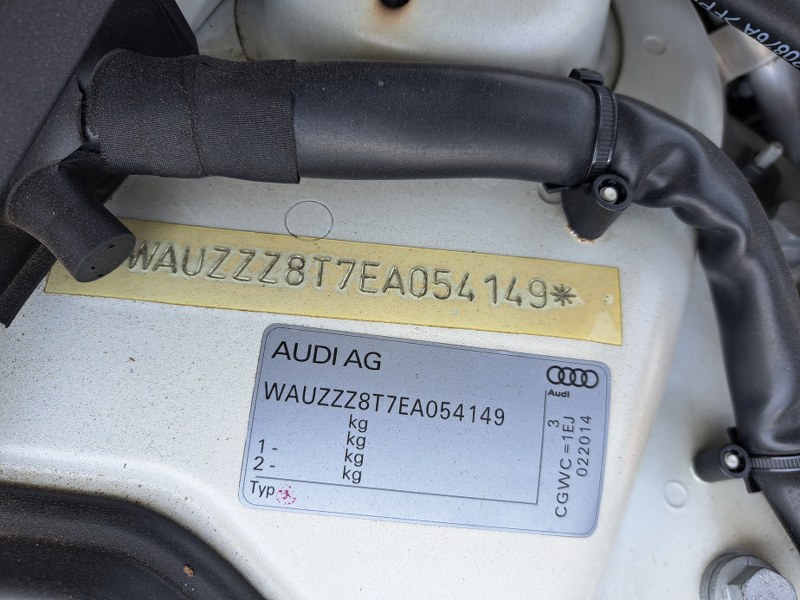 WAUZZZ8T7EA054149*
AUDI AG
Audi
WAUZZZ8T7EA054149
kg
1 - kg
2 - kg
kg
Typ
3
CGWC = 1EJ
022014